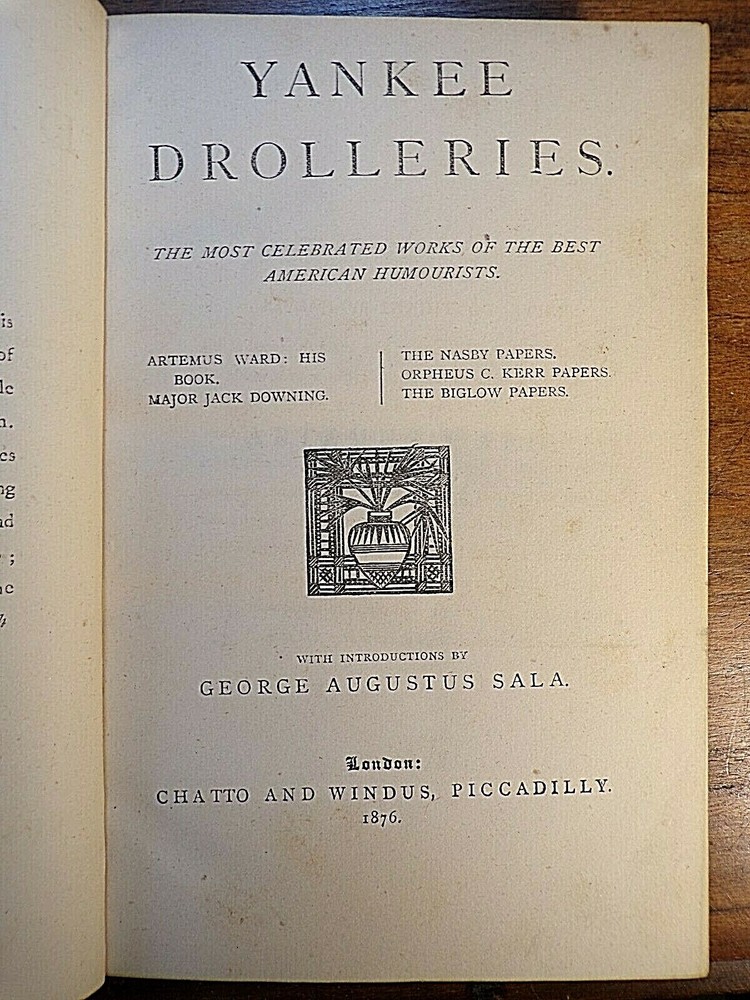 YANKEE
DROLLERIES.
THE MOST CELEBRATED WORKS OF THE BEST
AMERICAN HUMOURISTS.
ARTEMUS WARD: HIS
BOOK.
MAJOR JACK DOWNING.
THE NASBY PAPERS.
ORPHEUS C. KERR PAPERS.
THE BIGLOW PAPERS.
WITH INTRODUCTIONS BY
GEORGE AUGUSTUS SALA.
London:
CHATTO AND WINDUS, PICCADILLY.
1876.